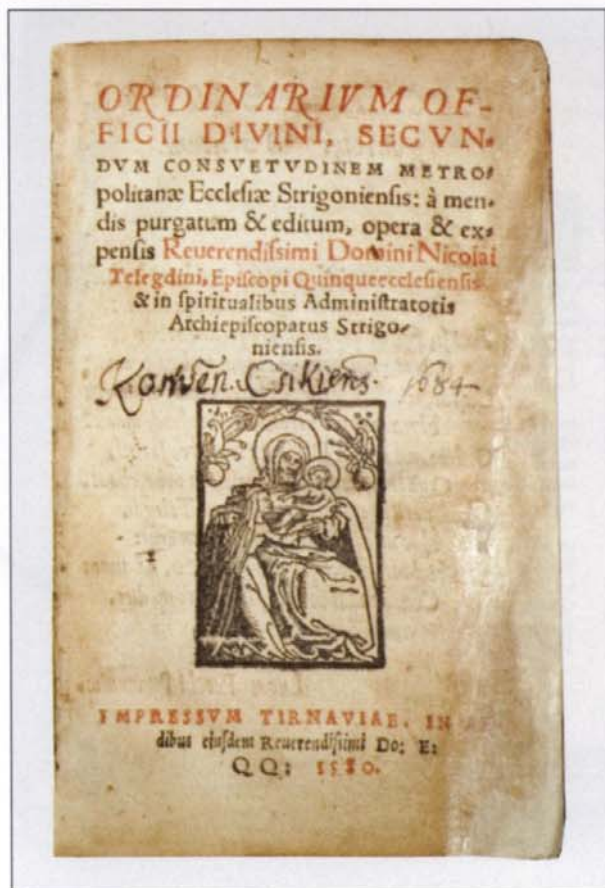 ORDINARIVM OF-
FICII DIVINI, SECVN-
DVM CONSVETVDINEM METRO-
politanæ Ecclesiæ Strigoniensis: à men-
dis purgatum & editum, opera & ex-
pensis Reuerendissimi Domini Nicolai
Telegdini, Episcopi Quinqueecclesiensis
& in spiritualibus Administratoris
Archiepiscopatus Strigo-
niensis.
Conven. Csikiens. 1684
IMPRESSVM TIRNAVIAE, IN
dibus eiusdem Reuerendissimi Do: E:
QQ: 1580.